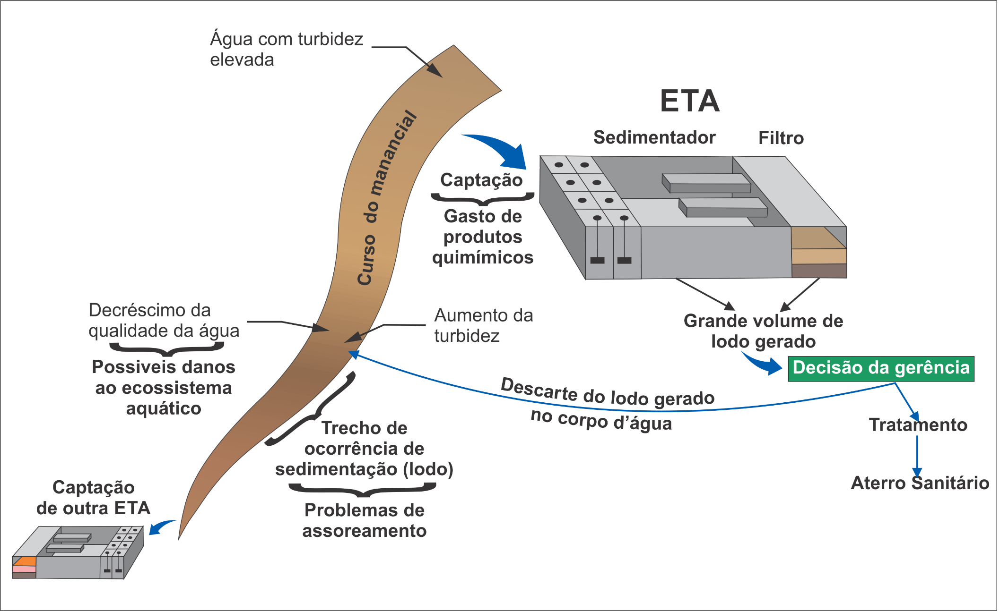 Água com turbidez
elevada
Curso do manancial
ETA
Sedimentador
Filtro
Captação
Gasto de
produtos
quimímicos
Grande volume de
lodo gerado
Decisão da gerência
Descarte do lodo gerado
no corpo d’água
Tratamento
Aterro Sanitário
Decréscimo da
qualidade da água
Possiveis danos
ao ecossistema
aquático
Aumento da
turbidez
Trecho de
ocorrência de
sedimentação (lodo)
Problemas de
assoreamento
Captação
de outra ETA